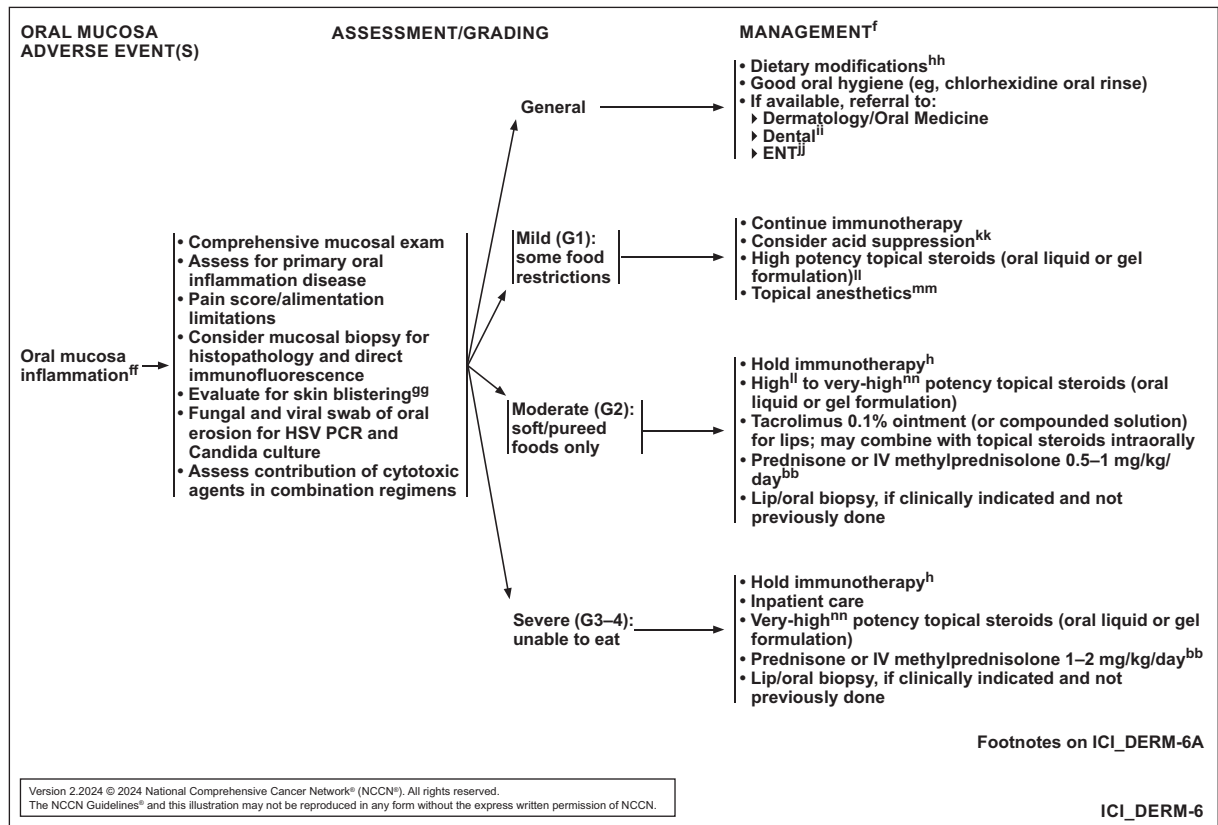 ORAL MUCOSA
ADVERSE EVENT(S)
ASSESSMENT/GRADING
MANAGEMENTf
Oral mucosa
inflammationff
• Comprehensive mucosal exam
• Assess for primary oral
inflammation disease
• Pain score/alimentation
limitations
• Consider mucosal biopsy for
histopathology and direct
immunofluorescence
• Evaluate for skin blisteringgg
• Fungal and viral swab of oral
erosion for HSV PCR and
Candida culture
• Assess contribution of cytotoxic
agents in combination regimens
General
• Dietary modificationshh
• Good oral hygiene (eg, chlorhexidine oral rinse)
• If available, referral to:
▸ Dermatology/Oral Medicine
▸ Dentalii
▸ ENTjj
Mild (G1):
some food
restrictions
• Continue immunotherapy
• Consider acid suppressionkk
• High potency topical steroids (oral liquid or gel
formulation)ll
• Topical anestheticsmm
Moderate (G2):
soft/pureed
foods only
• Hold immunotherapyh
• Highll to very-highnn potency topical steroids (oral
liquid or gel formulation)
• Tacrolimus 0.1% ointment (or compounded solution)
for lips; may combine with topical steroids intraorally
• Prednisone or IV methylprednisolone 0.5–1 mg/kg/
daybb
• Lip/oral biopsy, if clinically indicated and not
previously done
Severe (G3–4):
unable to eat
• Hold immunotherapyh
• Inpatient care
• Very-highnn potency topical steroids (oral liquid or gel
formulation)
• Prednisone or IV methylprednisolone 1–2 mg/kg/daybb
• Lip/oral biopsy, if clinically indicated and not
previously done
Footnotes on ICI_DERM-6A
Version 2.2024 © 2024 National Comprehensive Cancer Network® (NCCN®). All rights reserved.
The NCCN Guidelines® and this illustration may not be reproduced in any form without the express written permission of NCCN.
ICI_DERM-6